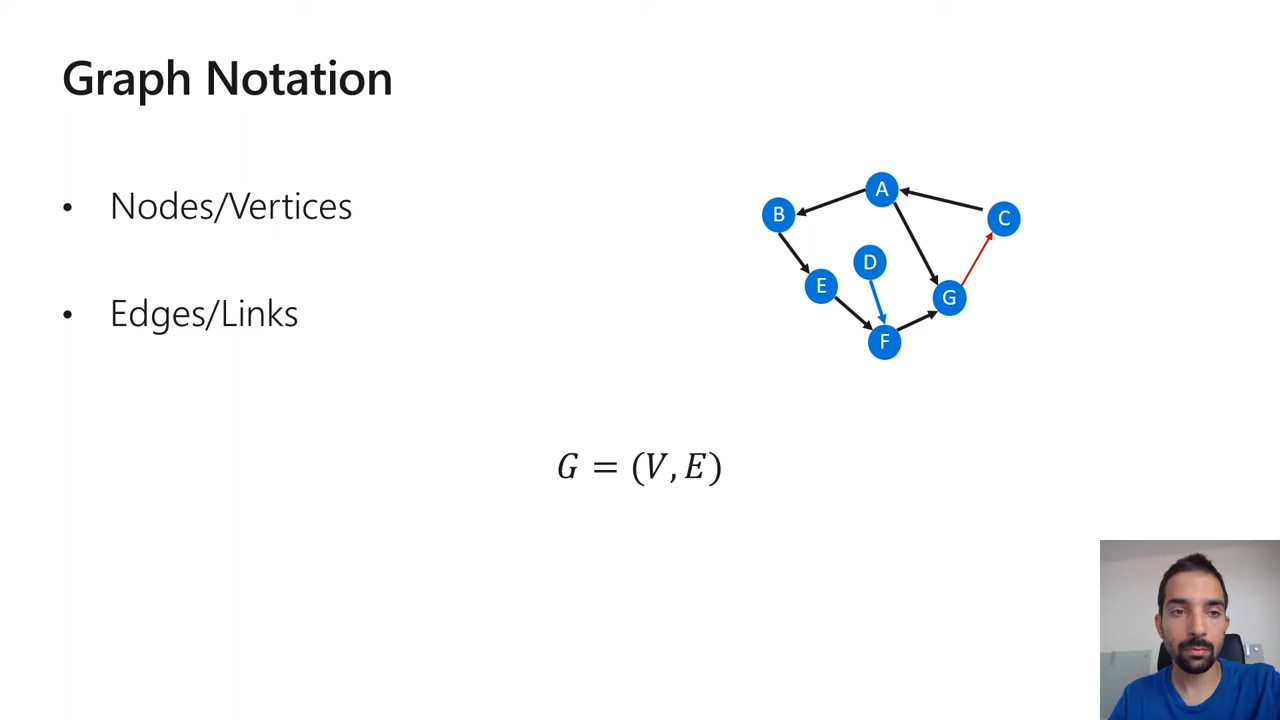 Graph Notation
• Nodes/Vertices
• Edges/Links
A
B
C
D
E
G
F
G = (V, E)